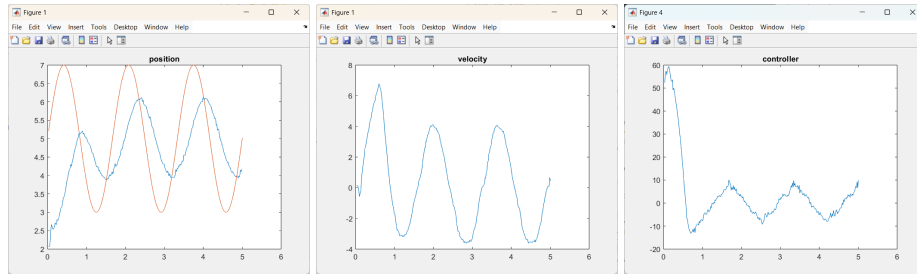 Figure 1
File Edit View Insert Tools Desktop Window Help
position
7
6.5
6
5.5
5
4.5
4
3.5
3
2.5
2
0 1 2 3 4 5 6
Figure 1
File Edit View Insert Tools Desktop Window Help
velocity
8
6
4
2
0
-2
-4
0 1 2 3 4 5 6
Figure 4
File Edit View Insert Tools Desktop Window Help
controller
60
50
40
30
20
10
0
-10
-20
0 1 2 3 4 5 6